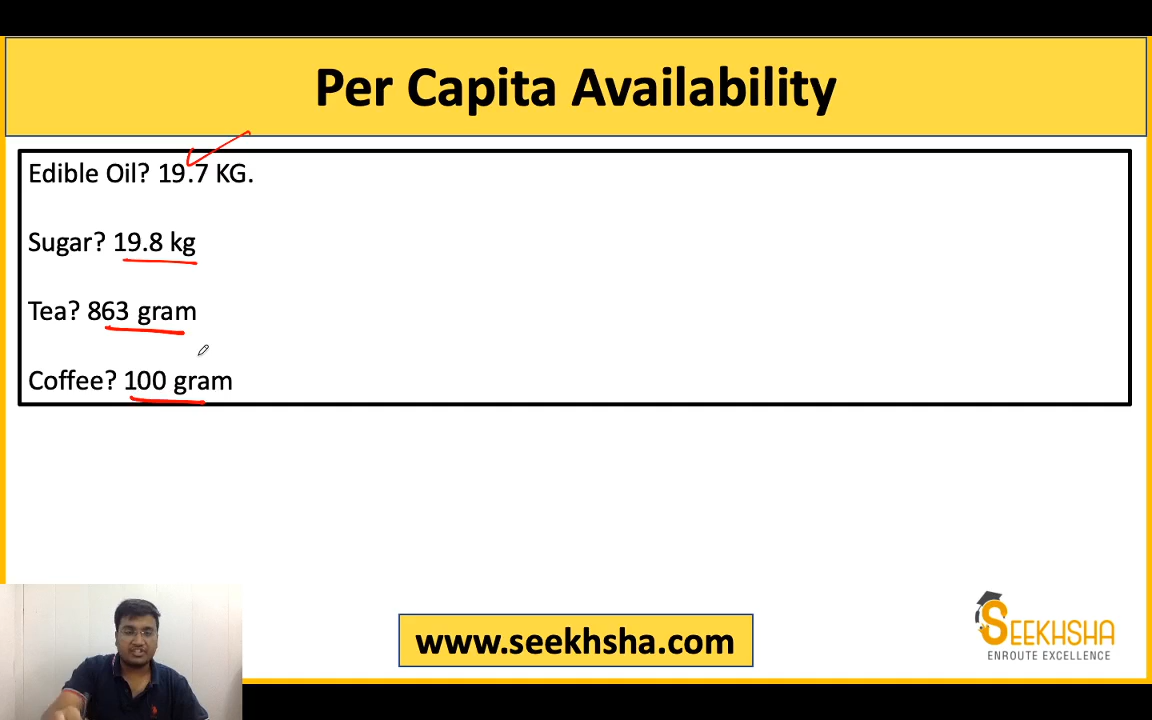 Per Capita Availability
Edible Oil? 19.7 KG.
Sugar? 19.8 kg
Tea? 863 gram
Coffee? 100 gram
www.seekhsha.com
SEEKHSHA
ENROUTE EXCELLENCE